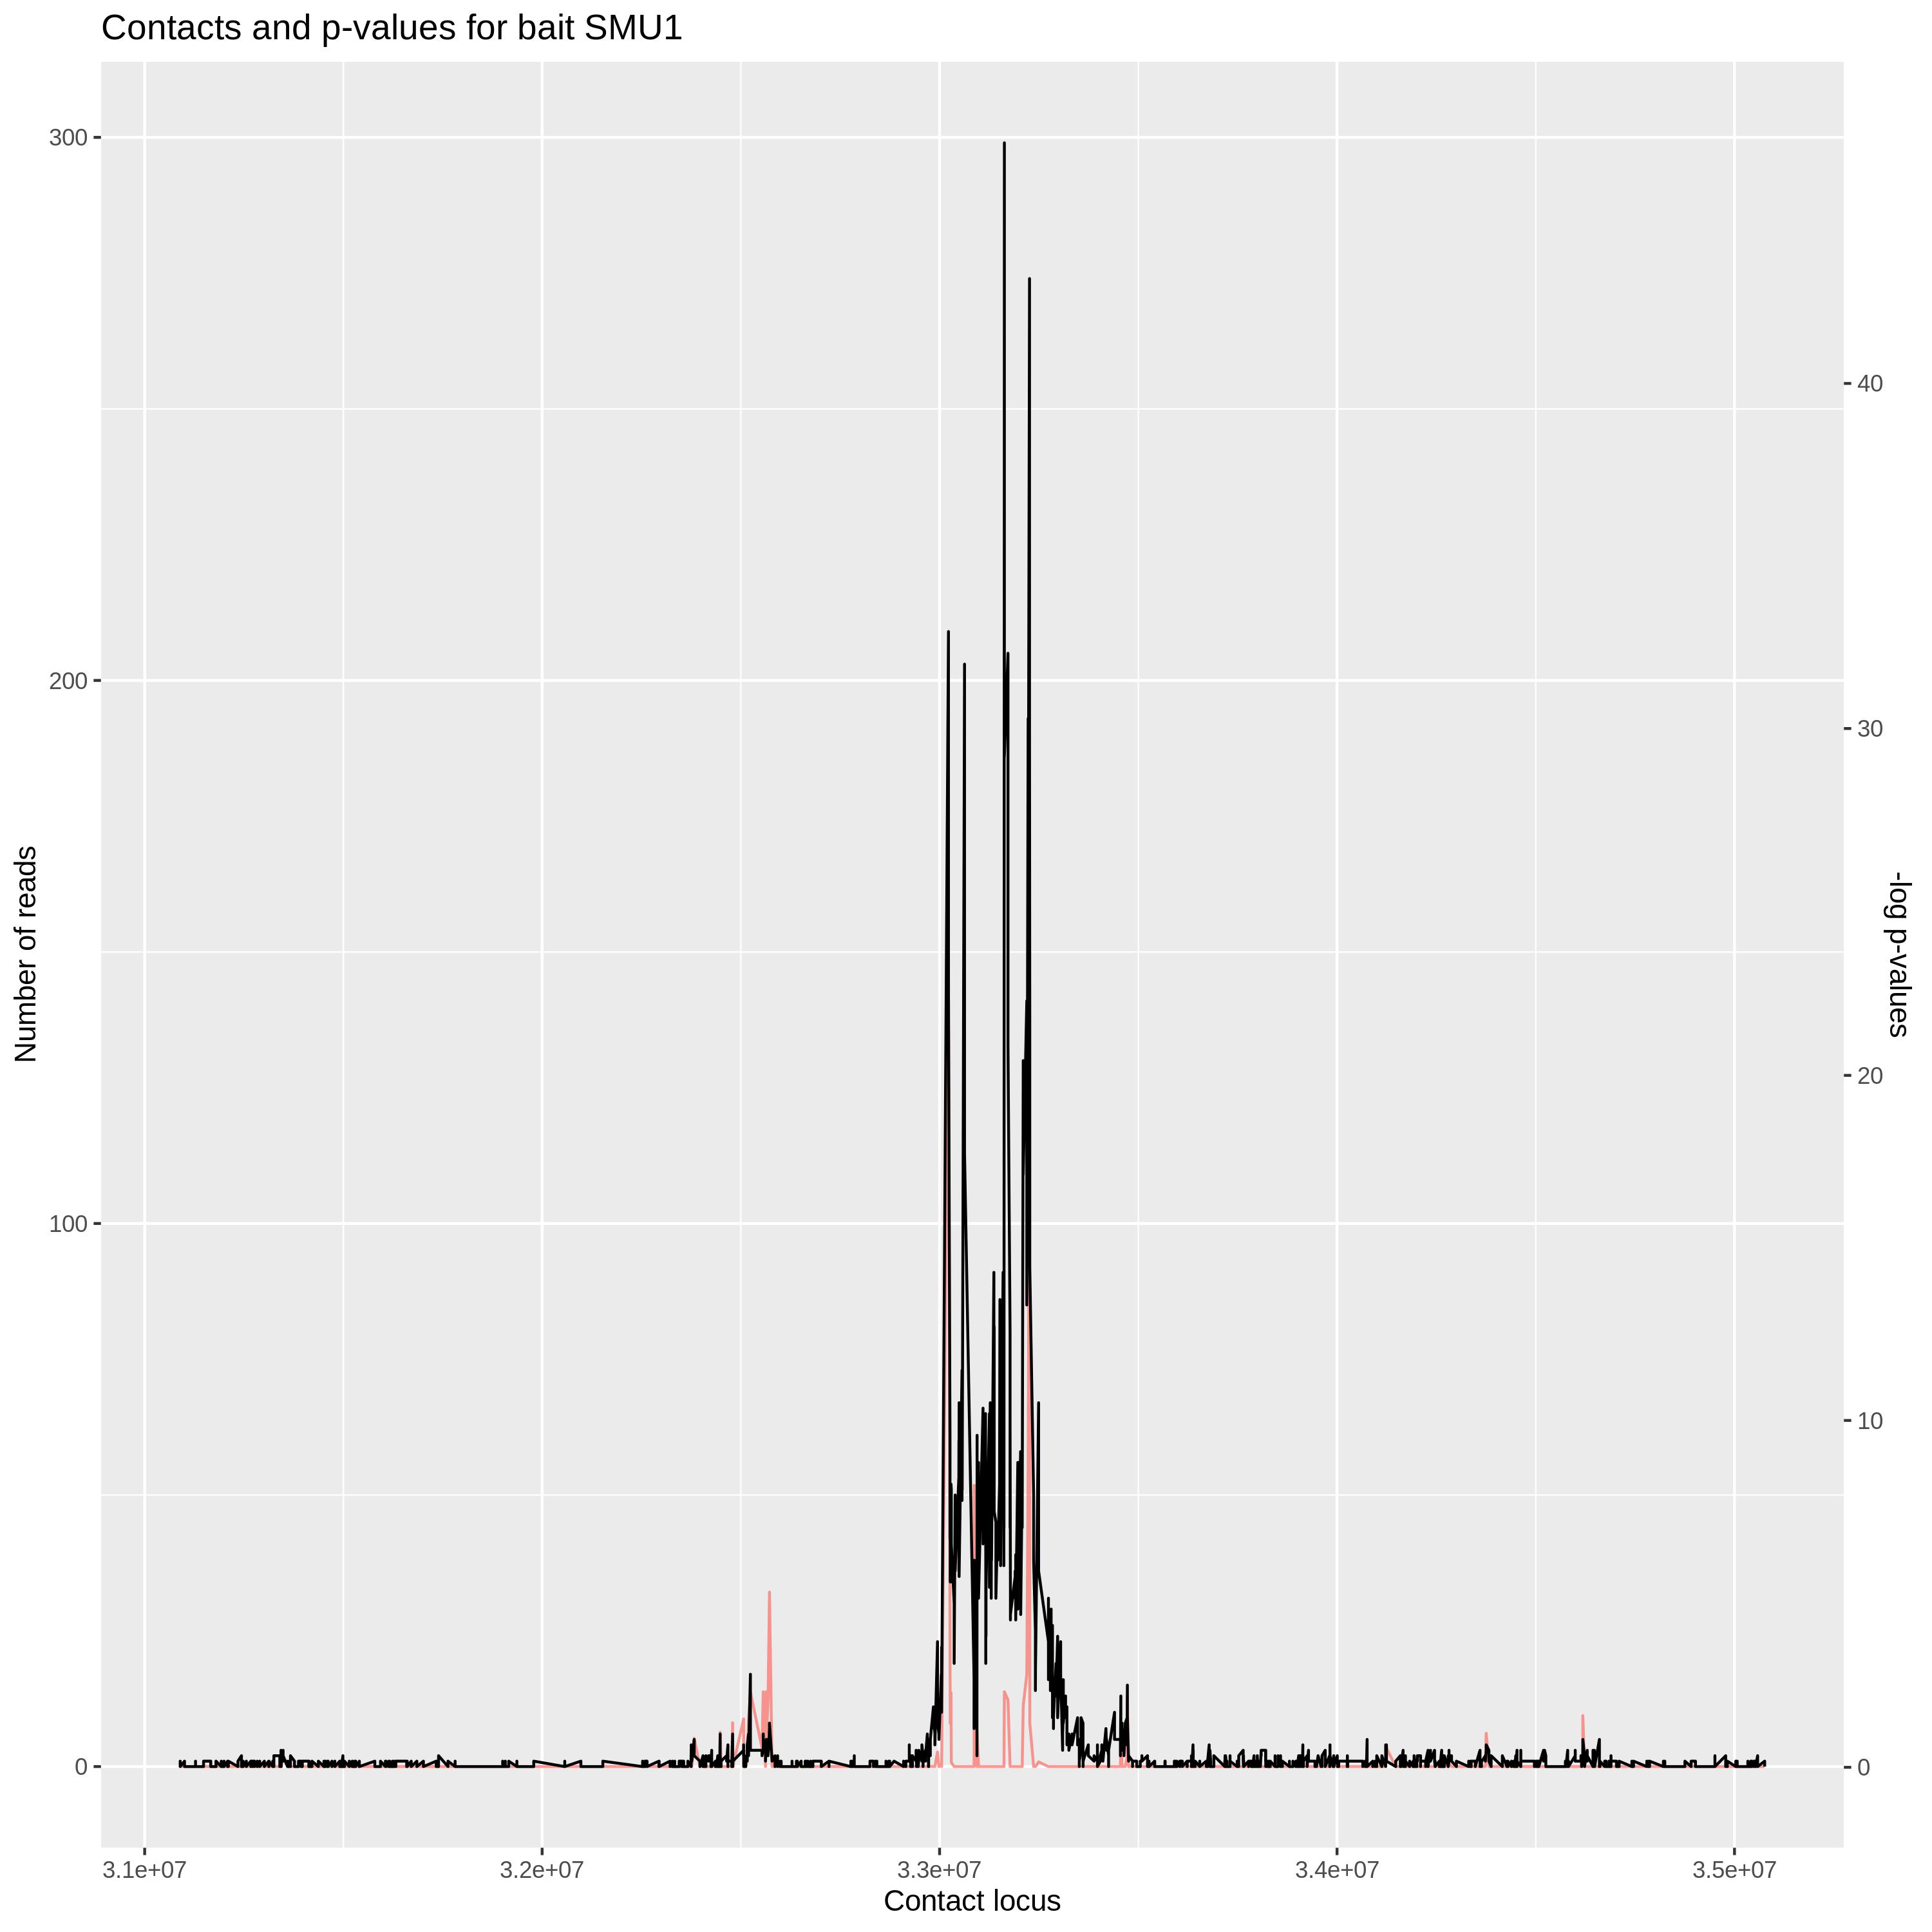 Contacts and p-values for bait SMU1
300
200
100
0
40
30
20
10
0
Number of reads
-log p-values
3.1e+07 3.2e+07 3.3e+07 3.4e+07 3.5e+07
Contact locus